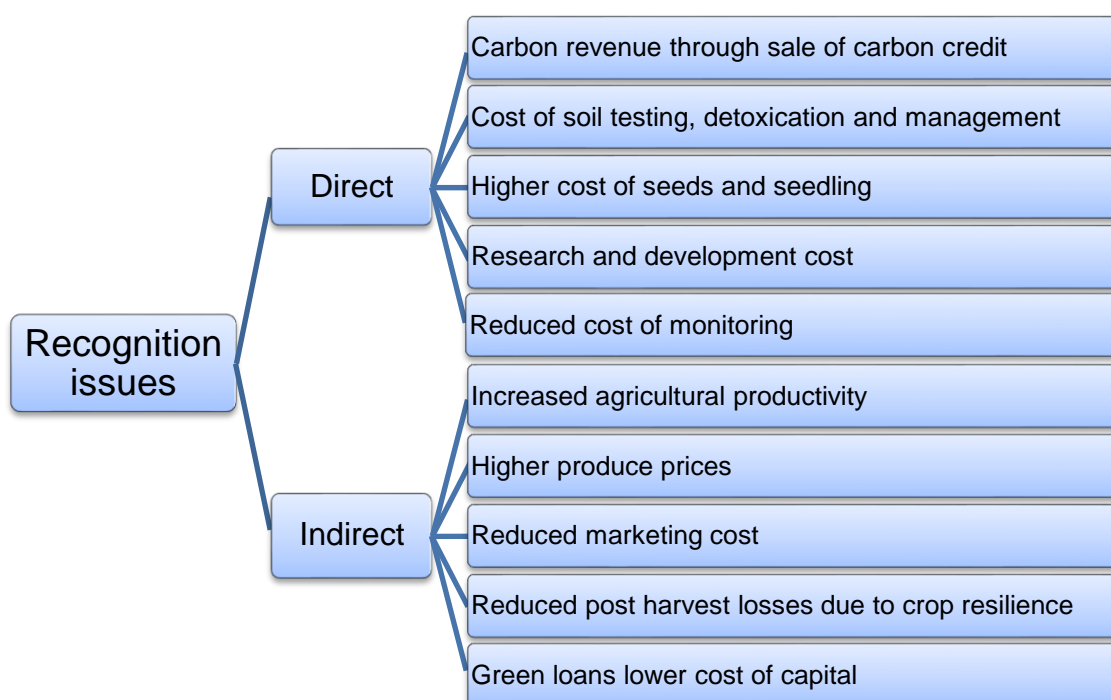 Recognition
issues
Direct
Carbon revenue through sale of carbon credit
Cost of soil testing, detoxication and management
Higher cost of seeds and seedling
Research and development cost
Reduced cost of monitoring
Indirect
Increased agricultural productivity
Higher produce prices
Reduced marketing cost
Reduced post harvest losses due to crop resilience
Green loans lower cost of capital